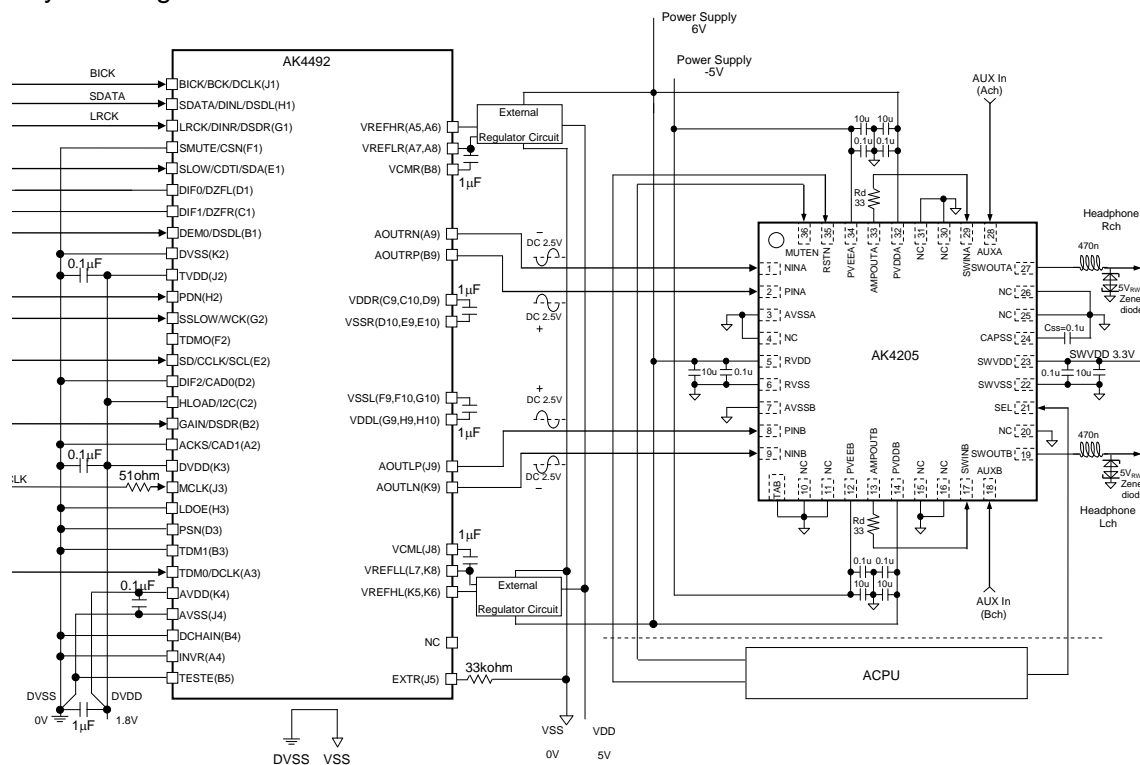 Power Supply
6V
Power Supply
-5V
AK4492
BICK
SDATA
LRCK
BICK/BCK/DCLK(J1)
SDATA/DINL/DSDL(H1)
LRCK/DINR/DSDR(G1)
SMUTE/CSN(F1)
SLOW/CDTI/SDA(E1)
DIF0/DZFL(D1)
DIF1/DZFR(C1)
DEM0/DSDL(B1)
DVSS(K2)
0.1μF
TVDD(J2)
PDN(H2)
SSLOW/WCK(G2)
TDMO(F2)
SD/CCLK/SCL(E2)
DIF2/CAD0(D2)
HLOAD/I2C(C2)
GAIN/DSDR(B2)
ACKS/CAD1(A2)
0.1μF
DVDD(K3)
51ohm
MCLK(J3)
LDOE(H3)
PSN(D3)
TDM1(B3)
TDM0/DCLK(A3)
0.1μF
AVDD(K4)
AVSS(J4)
DCHAIN(B4)
INVR(A4)
TESTE(B5)
DVSS
0V
1μF
DVDD
1.8V
DVSS
VSS
VREFHR(A5,A6)
VREFLR(A7,A8)
VCMR(B8)
1μF
External
Regulator Circuit
AOUTRN(A9)
AOUTRP(B9)
–
DC 2.5V
DC 2.5V
+
VDDR(C9,C10,D9)
VSSR(D10,E9,E10)
1μF
VSSL(F9,F10,G10)
VDDL(G9,H9,H10)
1μF
+
DC 2.5V
AOUTLP(J9)
AOUTLN(K9)
DC 2.5V
–
1μF
VCML(J8)
VREFLL(L7,K8)
VREFHL(K5,K6)
External
Regulator Circuit
NC
EXTR(J5)
33kohm
VSS
0V
VDD
5V
AUX In
(Ach)
10u
10u
0.1u
0.1u
Rd
33
36
35
34
33
32
31
30
29
28
MUTEN
RSTN
PVEEA
AMPOUTA
PVDDA
NC
NC
SWINA
AUXA
1 NINA
2 PINA
3 AVSSA
4 NC
5 RVDD
6 RVSS
7 AVSSB
8 PINB
9 NINB
10u
0.1u
AK4205
SWOUTA 27
NC 26
NC 25
CAPSS 24
SWVDD 23
SWVSS 22
SEL 21
NC 20
SWOUTB 19
Headphone
Rch
470n
Css=0.1u
SWVDD 3.3V
0.1u
10u
470n
Headphone
Lch
TAB
NC
NC
PVEEB
AMPOUTB
PVDDB
NC
NC
SWINB
AUXB
10
11
12
13
14
15
16
17
18
Rd
33
0.1u
0.1u
10u
10u
AUX In
(Bch)
ACPU